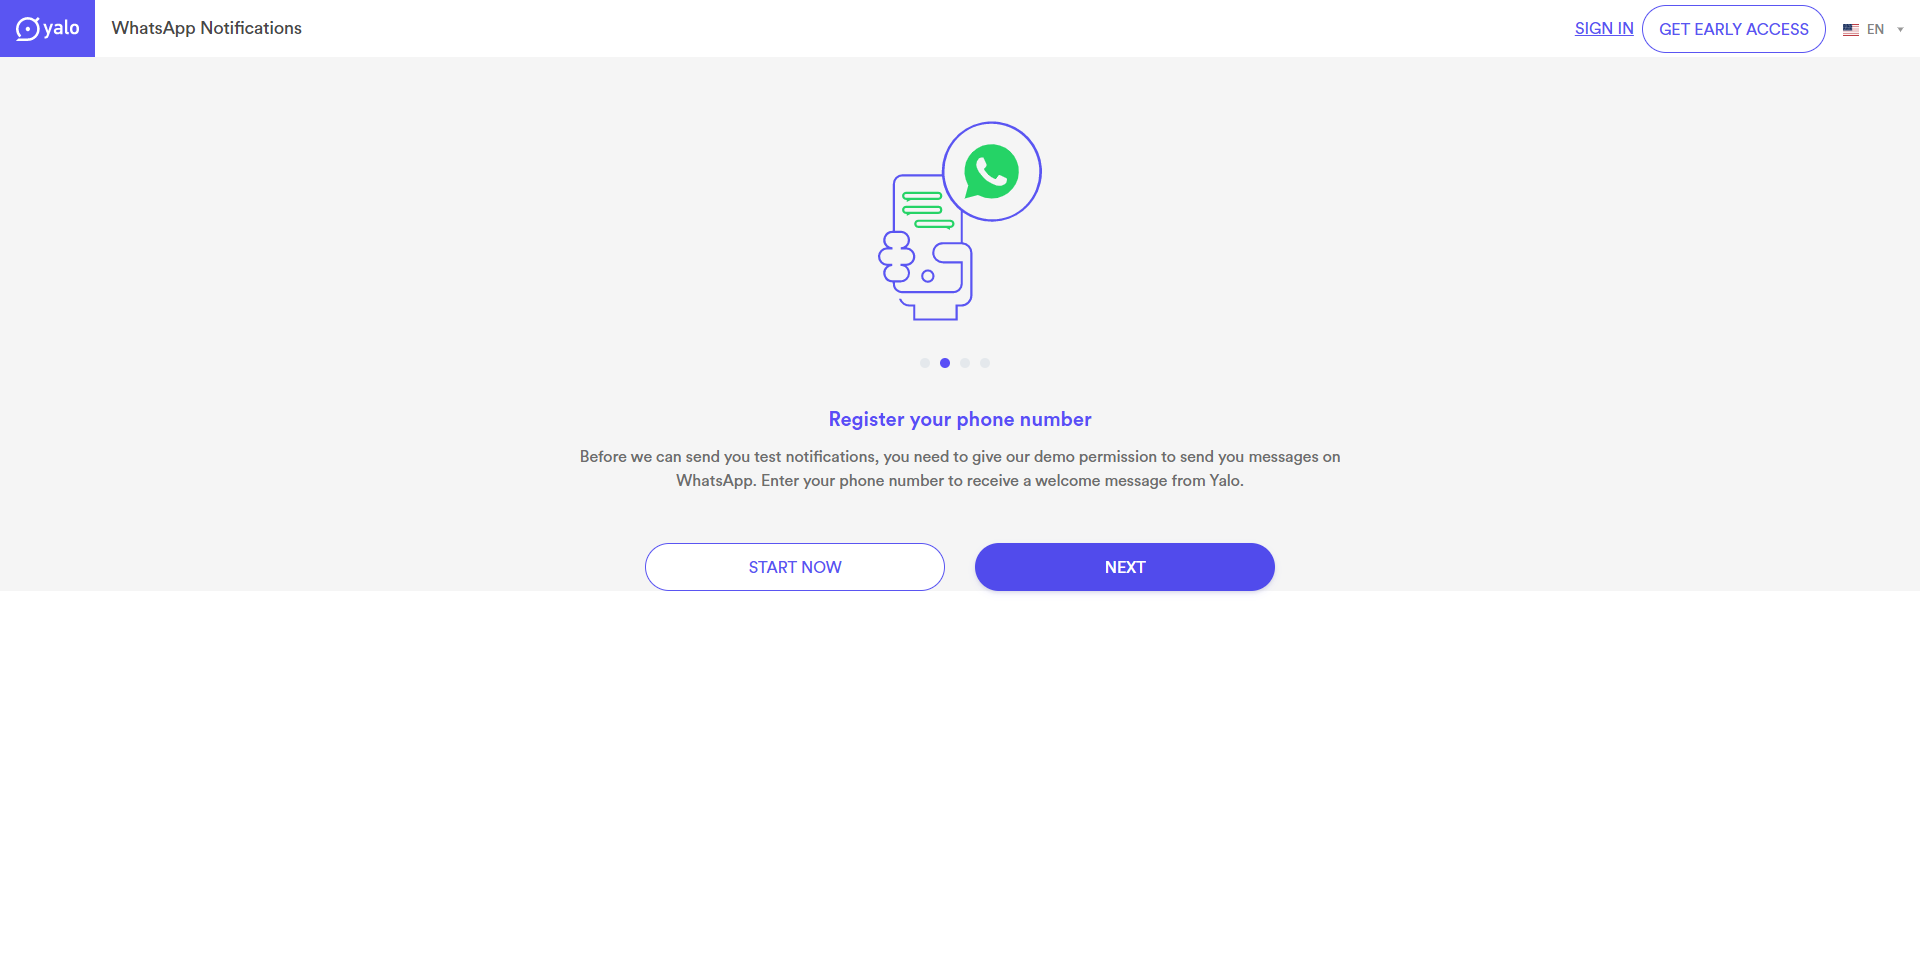 yalo
WhatsApp Notifications
SIGN IN
GET EARLY ACCESS
EN
Register your phone number
Before we can send you test notifications, you need to give our demo permission to send you messages on
WhatsApp. Enter your phone number to receive a welcome message from Yalo.
START NOW
NEXT